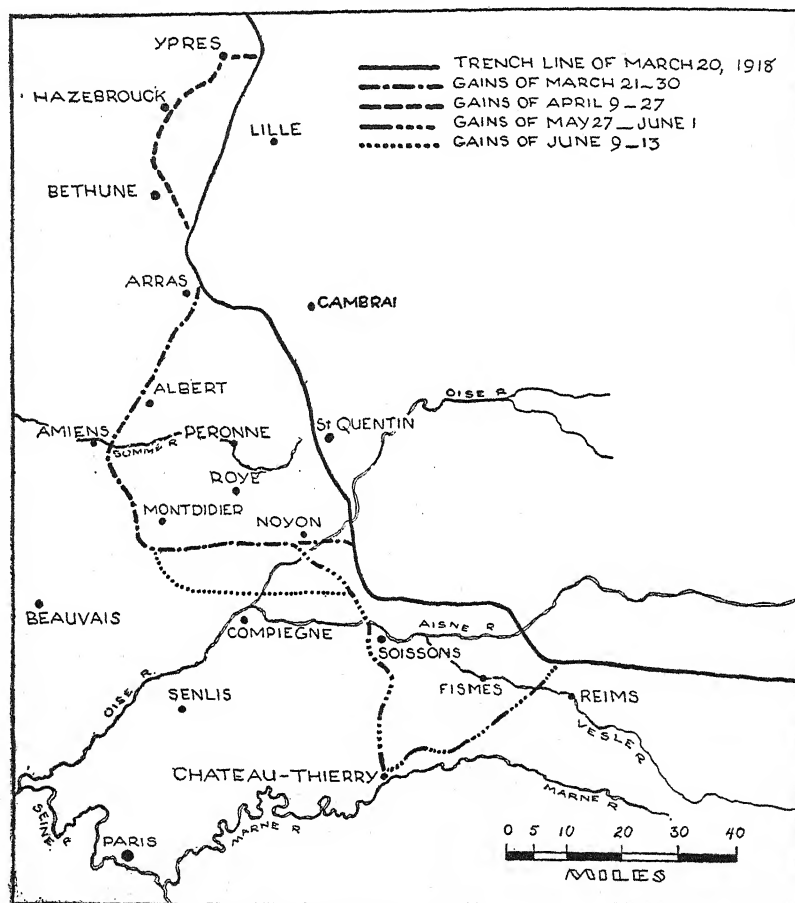 YPRES
TRENCH LINE OF MARCH 20, 1918
GAINS OF MARCH 21–30
GAINS OF APRIL 9–27
GAINS OF MAY 27–JUNE 1
GAINS OF JUNE 9–13
HAZEBROUCK
LILLE
BETHUNE
ARRAS
CAMBRAI
ALBERT
OISE R
AMIENS
SOMME R
PERONNE
St QUENTIN
ROYE
MONTDIDIER
NOYON
BEAUVAIS
COMPIEGNE
AISNE R
SOISSONS
OISE R.
SENLIS
FISMES
REIMS
VESLE R
CHATEAU-THIERRY
MARNE R
SEINE R
MARNE R
PARIS
0 5 10 20 30 40
MILES